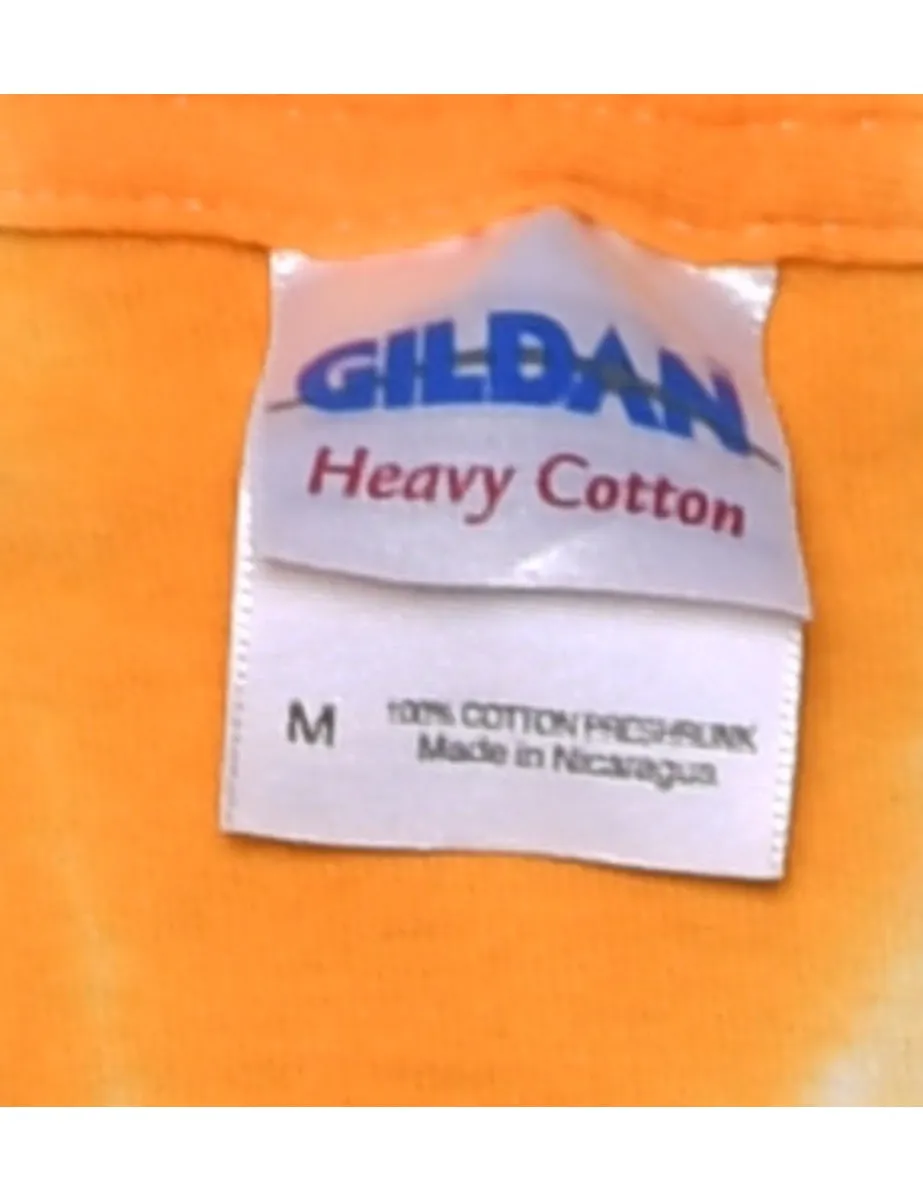 GILDAN
Heavy Cotton
M
100% COTTON PRESHRUNK
Made in Nicaragua